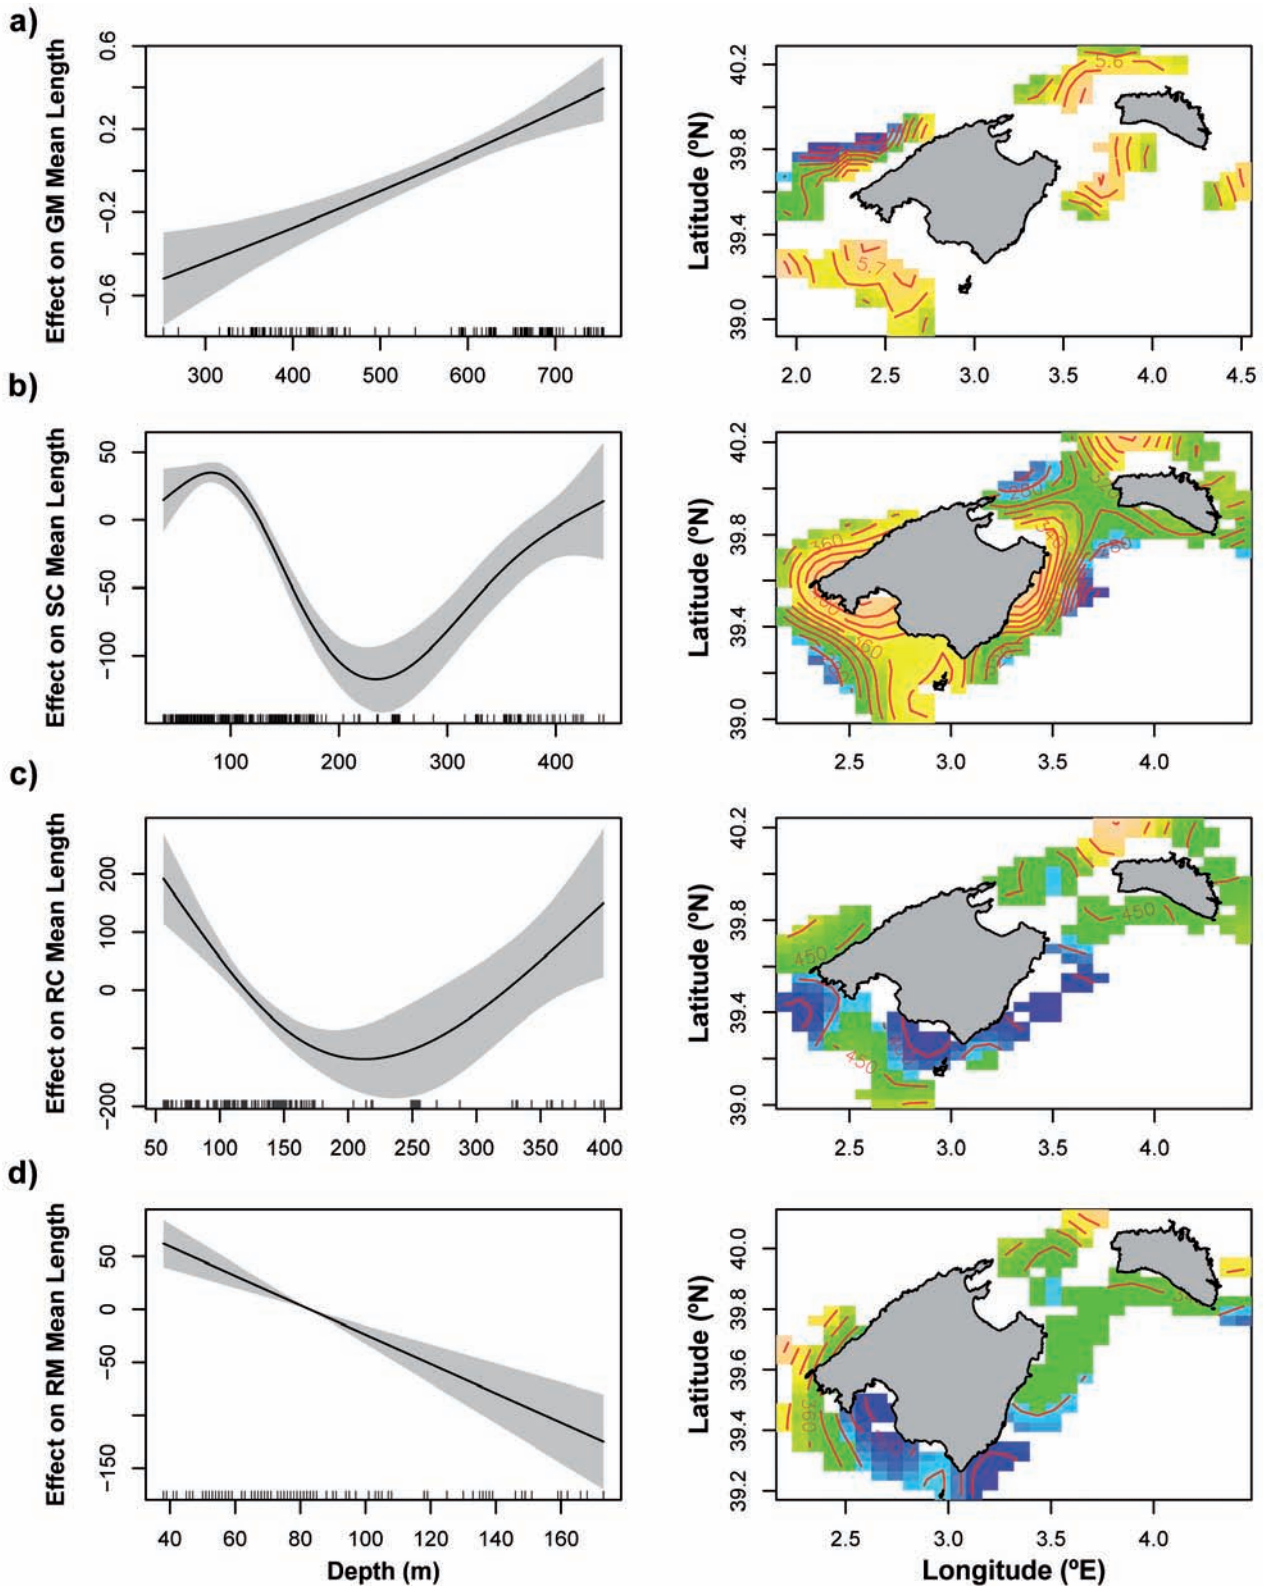 a)
Effect on GM Mean Length
0.6
0.2
−0.2
−0.6
300 400 500 600 700
Latitude (ºN)
40.2
39.8
39.4
39.0
5.6
5.7
2.0 2.5 3.0 3.5 4.0 4.5
b)
Effect on SC Mean Length
50
0
−50
−100
100 200 300 400
Latitude (ºN)
40.2
39.8
39.4
39.0
360
360
2.5 3.0 3.5 4.0
c)
Effect on RC Mean Length
200
100
0
−200
50 100 150 200 250 300 350 400
Latitude (ºN)
40.2
39.8
39.4
39.0
450
450
450
2.5 3.0 3.5 4.0
d)
Effect on RM Mean Length
50
0
−50
−150
40 60 80 100 120 140 160
Depth (m)
Latitude (ºN)
40.0
39.8
39.6
39.4
39.2
360
2.5 3.0 3.5 4.0
Longitude (ºE)